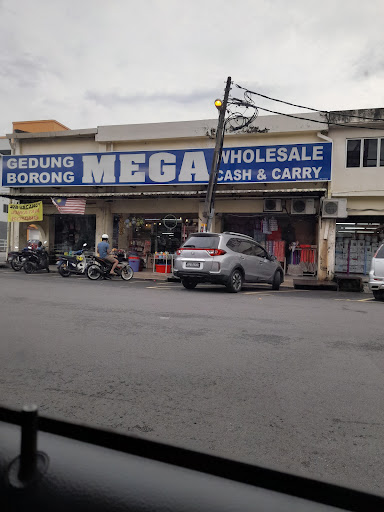 GEDUNG
BORONG
MEGA
WHOLESALE
CASH & CARRY